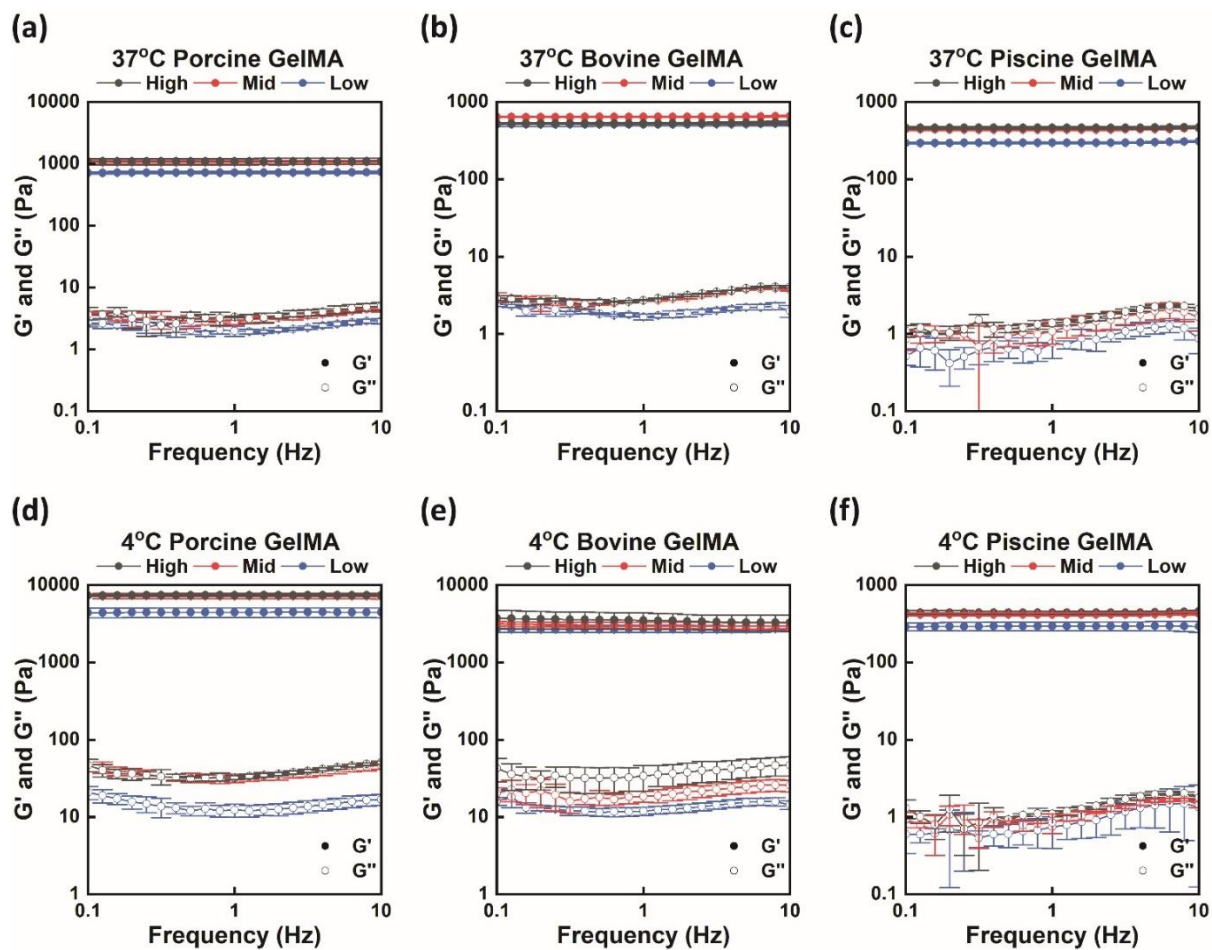 (a)
37°C Porcine GelMA
High Mid Low
10000
1000
100
10
1
0.1
G' and G'' (Pa)
0.1 1 10
Frequency (Hz)
G'
G''
(b)
37°C Bovine GelMA
High Mid Low
1000
100
10
1
0.1
G' and G'' (Pa)
0.1 1 10
Frequency (Hz)
G'
G''
(c)
37°C Piscine GelMA
High Mid Low
1000
100
10
1
0.1
G' and G'' (Pa)
0.1 1 10
Frequency (Hz)
G'
G''
(d)
4°C Porcine GelMA
High Mid Low
10000
1000
100
10
1
G' and G'' (Pa)
0.1 1 10
Frequency (Hz)
G'
G''
(e)
4°C Bovine GelMA
High Mid Low
10000
1000
100
10
1
G' and G'' (Pa)
0.1 1 10
Frequency (Hz)
G'
G''
(f)
4°C Piscine GelMA
High Mid Low
1000
100
10
1
0.1
G' and G'' (Pa)
0.1 1 10
Frequency (Hz)
G'
G''